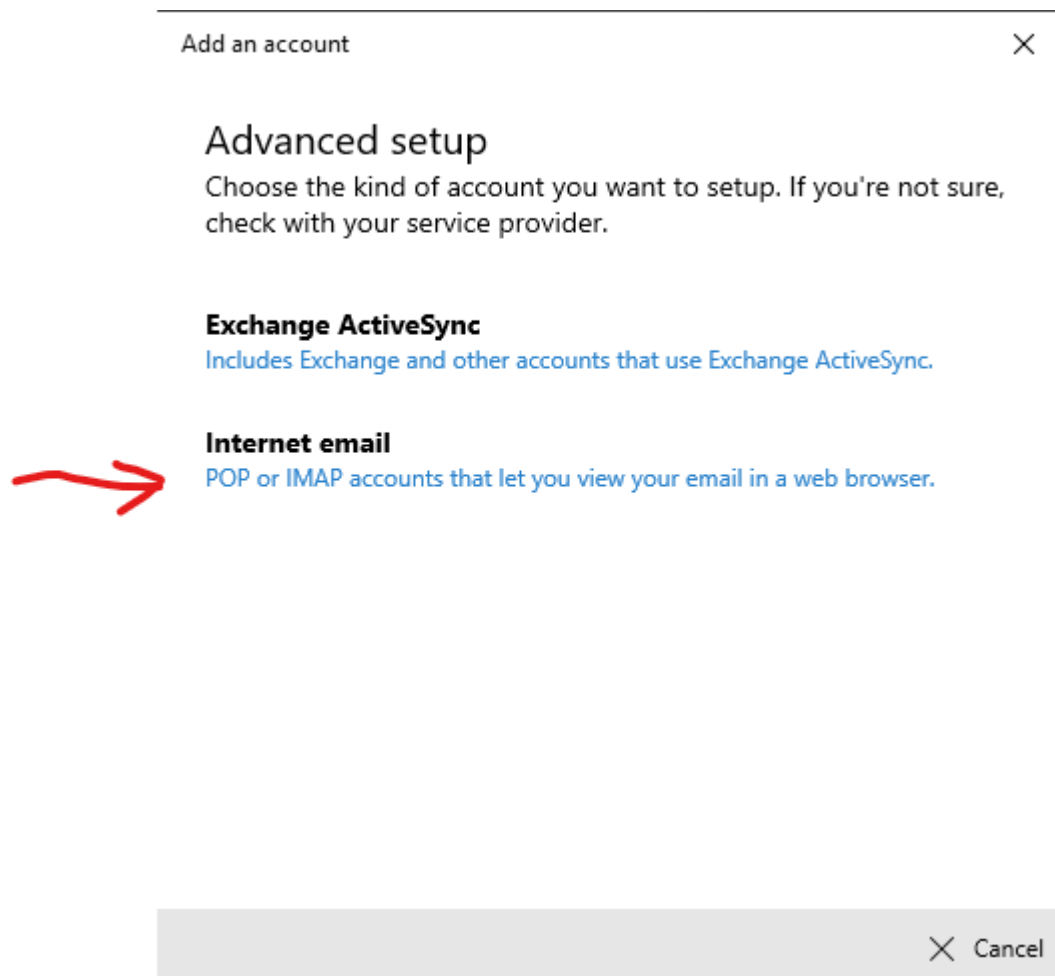 Add an account
Advanced setup
Choose the kind of account you want to setup. If you're not sure,
check with your service provider.
Exchange ActiveSync
Includes Exchange and other accounts that use Exchange ActiveSync.
Internet email
POP or IMAP accounts that let you view your email in a web browser.
Cancel